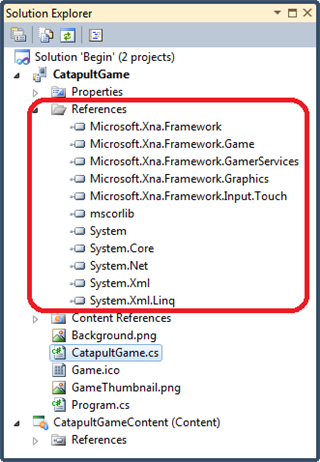 Solution Explorer
Solution 'Begin' (2 projects)
CatapultGame
Properties
References
Microsoft.Xna.Framework
Microsoft.Xna.Framework.Game
Microsoft.Xna.Framework.GamerServices
Microsoft.Xna.Framework.Graphics
Microsoft.Xna.Framework.Input.Touch
mscorlib
System
System.Core
System.Net
System.Xml
System.Xml.Linq
Content References
Background.png
CatapultGame.cs
Game.ico
GameThumbnail.png
Program.cs
CatapultGameContent (Content)
References